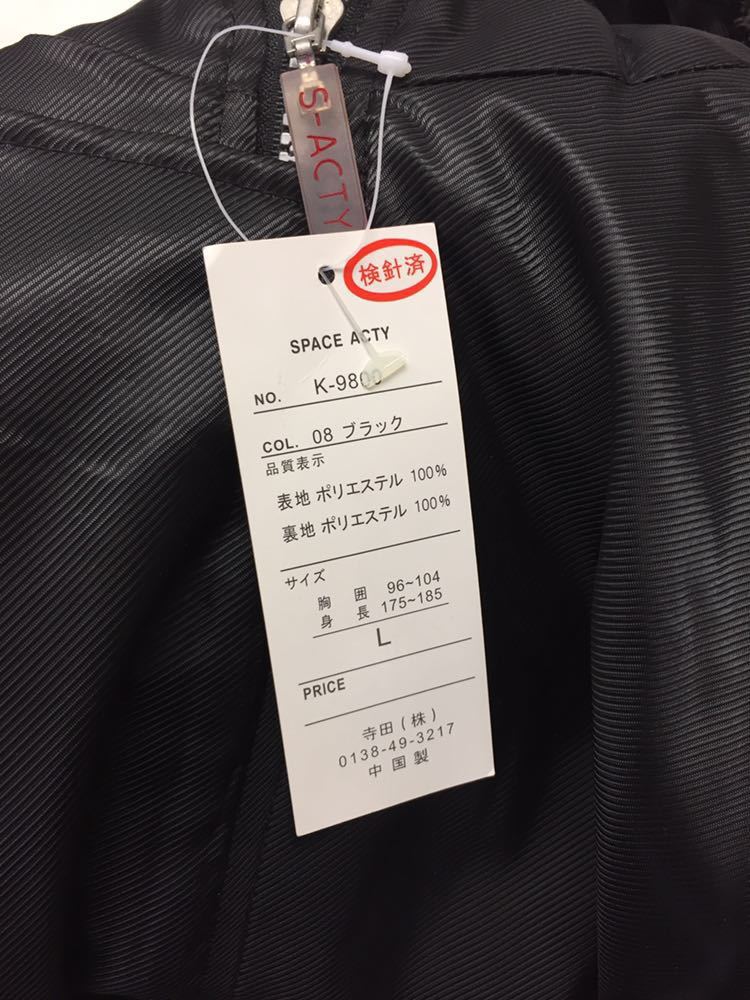 S-ACTY
検針済
SPACE ACTY
NO. K-9800
COL. 08 ブラック
品質表示
表地 ポリエステル 100%
裏地 ポリエステル 100%
サイズ
胸 囲 96~104
身 長 175~185
L
PRICE
寺田(株)
0138-49-3217
中国製